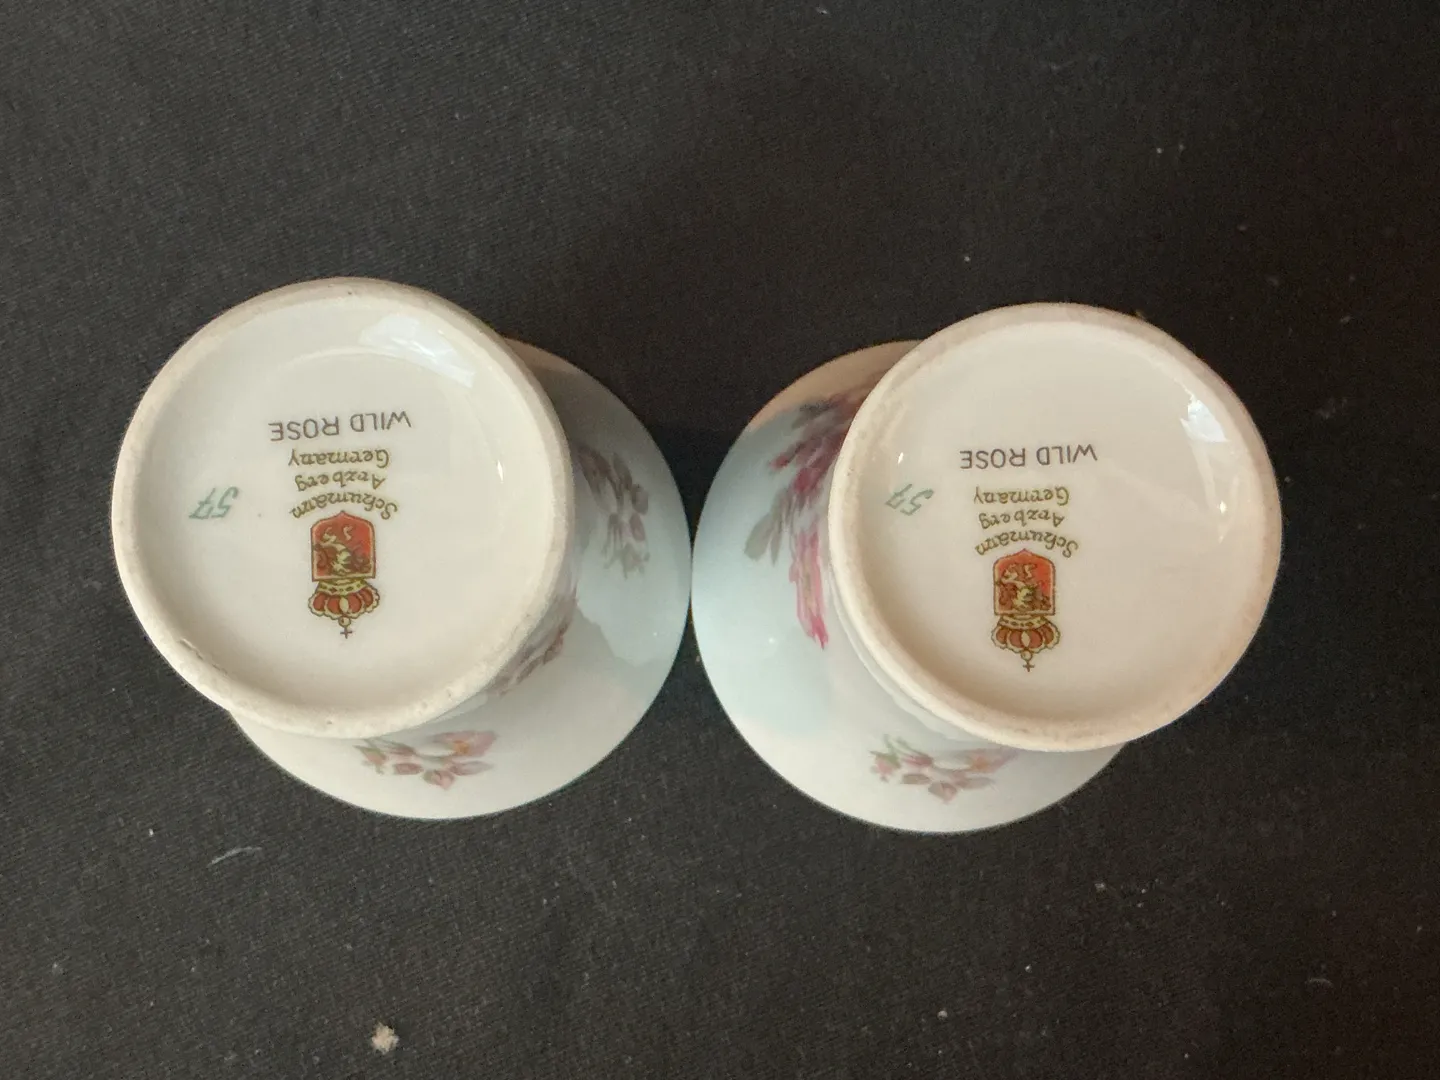 Schumann
Arzberg
Germany
WILD ROSE
57
Schumann
Arzberg
Germany
WILD ROSE
57